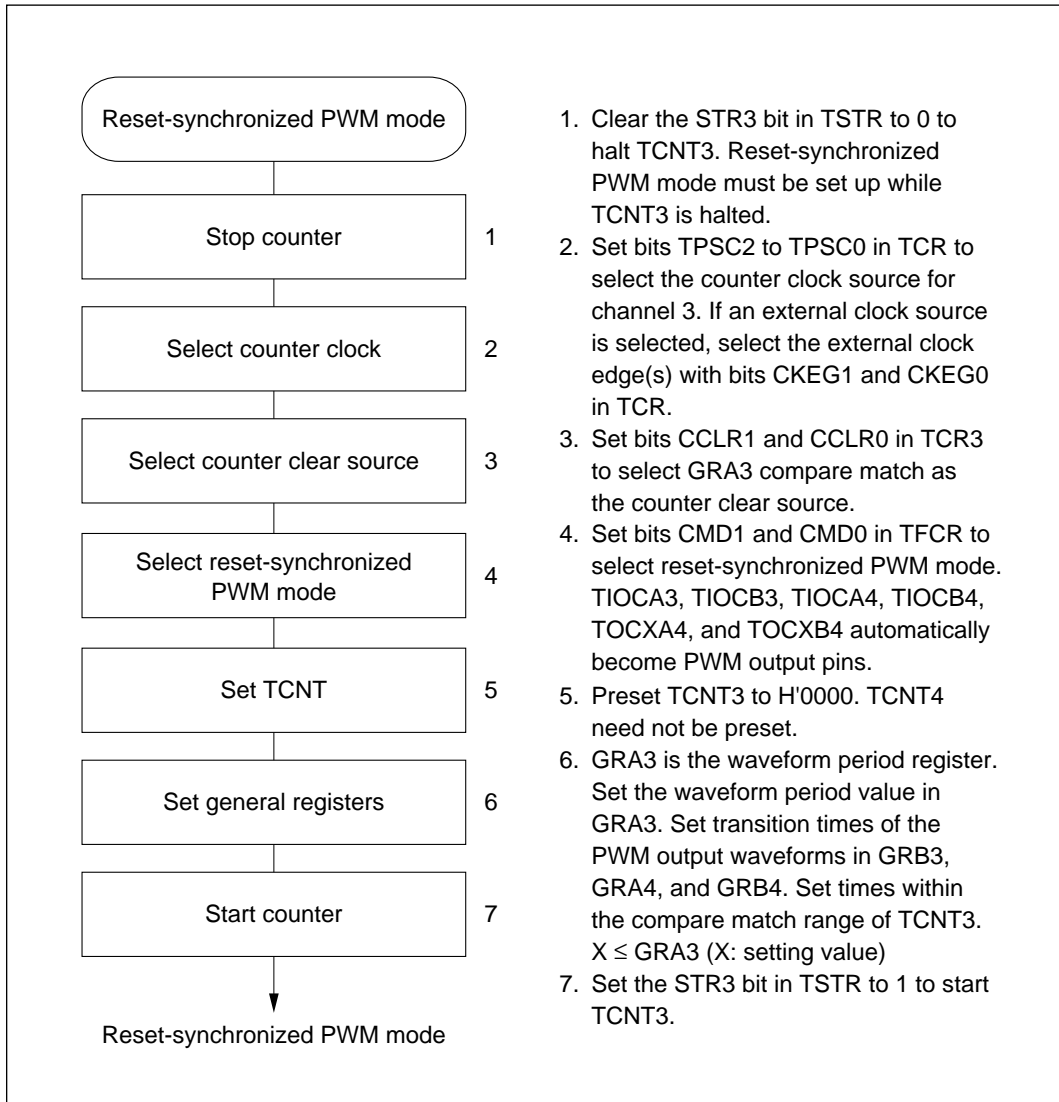 Reset-synchronized PWM mode
Stop counter
1
Select counter clock
2
Select counter clear source
3
Select reset-synchronized
PWM mode
4
Set TCNT
5
Set general registers
6
Start counter
7
Reset-synchronized PWM mode
1. Clear the STR3 bit in TSTR to 0 to
halt TCNT3. Reset-synchronized
PWM mode must be set up while
TCNT3 is halted.
2. Set bits TPSC2 to TPSC0 in TCR to
select the counter clock source for
channel 3. If an external clock source
is selected, select the external clock
edge(s) with bits CKEG1 and CKEG0
in TCR.
3. Set bits CCLR1 and CCLR0 in TCR3
to select GRA3 compare match as
the counter clear source.
4. Set bits CMD1 and CMD0 in TFCR to
select reset-synchronized PWM mode.
TIOCA3, TIOCB3, TIOCA4, TIOCB4,
TOCXA4, and TOCXB4 automatically
become PWM output pins.
5. Preset TCNT3 to H'0000. TCNT4
need not be preset.
6. GRA3 is the waveform period register.
Set the waveform period value in
GRA3. Set transition times of the
PWM output waveforms in GRB3,
GRA4, and GRB4. Set times within
the compare match range of TCNT3.
X ≤ GRA3 (X: setting value)
7. Set the STR3 bit in TSTR to 1 to start
TCNT3.